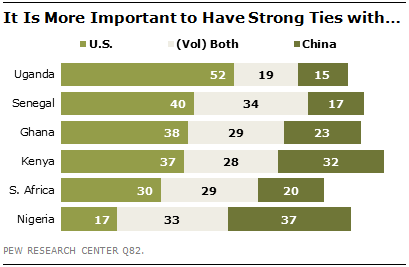 It Is More Important to Have Strong Ties with...
U.S. (Vol) Both China
Uganda 52 19 15
Senegal 40 34 17
Ghana 38 29 23
Kenya 37 28 32
S. Africa 30 29 20
Nigeria 17 33 37
PEW RESEARCH CENTER Q82.